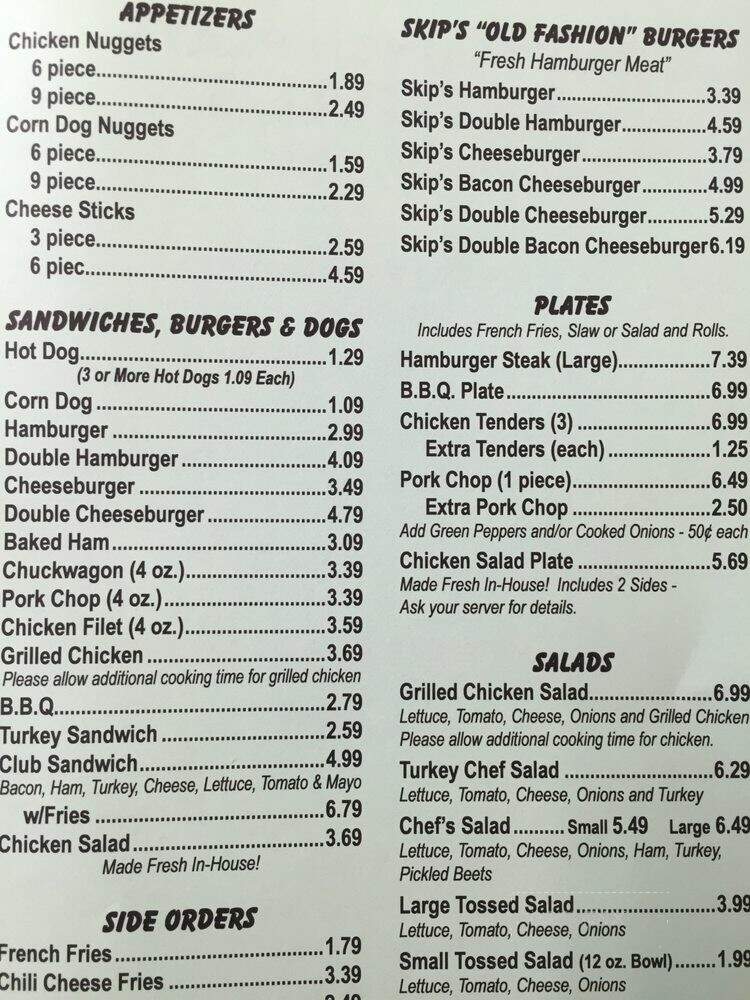 APPETIZERS
Chicken Nuggets
6 piece..................................1.89
9 piece..................................2.49
Corn Dog Nuggets
6 piece..................................1.59
9 piece..................................2.29
Cheese Sticks
3 piece..................................2.59
6 piec....................................4.59
SANDWICHES, BURGERS & DOGS
Hot Dog.....................................1.29
(3 or More Hot Dogs 1.09 Each)
Corn Dog ..................................1.09
Hamburger ................................2.99
Double Hamburger .....................4.09
Cheeseburger ...........................3.49
Double Cheeseburger .................4.79
Baked Ham................................3.09
Chuckwagon (4 oz.)....................3.39
Pork Chop (4 oz.).......................3.39
Chicken Filet (4 oz.)....................3.59
Grilled Chicken ..........................3.69
Please allow additional cooking time for grilled chicken
B.B.Q........................................2.79
Turkey Sandwich .......................2.59
Club Sandwich...........................4.99
Bacon, Ham, Turkey, Cheese, Lettuce, Tomato & Mayo
w/Fries ..................................6.79
Chicken Salad............................3.69
Made Fresh In-House!
SIDE ORDERS
French Fries..............................1.79
Chili Cheese Fries ......................3.39
SKIP'S "OLD FASHION" BURGERS
"Fresh Hamburger Meat"
Skip's Hamburger.........................3.39
Skip's Double Hamburger..............4.59
Skip's Cheeseburger.....................3.79
Skip's Bacon Cheeseburger...........4.99
Skip's Double Cheeseburger..........5.29
Skip's Double Bacon Cheeseburger6.19
PLATES
Includes French Fries, Slaw or Salad and Rolls.
Hamburger Steak (Large)...............7.39
B.B.Q. Plate..................................6.99
Chicken Tenders (3) ......................6.99
Extra Tenders (each) .................1.25
Pork Chop (1 piece).......................6.49
Extra Pork Chop ........................2.50
Add Green Peppers and/or Cooked Onions - 50¢ each
Chicken Salad Plate ......................5.69
Made Fresh In-House! Includes 2 Sides -
Ask your server for details.
SALADS
Grilled Chicken Salad....................6.99
Lettuce, Tomato, Cheese, Onions and Grilled Chicken
Please allow additional cooking time for chicken.
Turkey Chef Salad ........................6.29
Lettuce, Tomato, Cheese, Onions and Turkey
Chef's Salad.......... Small 5.49 Large 6.49
Lettuce, Tomato, Cheese, Onions, Ham, Turkey,
Pickled Beets
Large Tossed Salad.......................3.99
Lettuce, Tomato, Cheese, Onions
Small Tossed Salad (12 oz. Bowl).......1.99
Lettuce, Tomato, Cheese, Onions